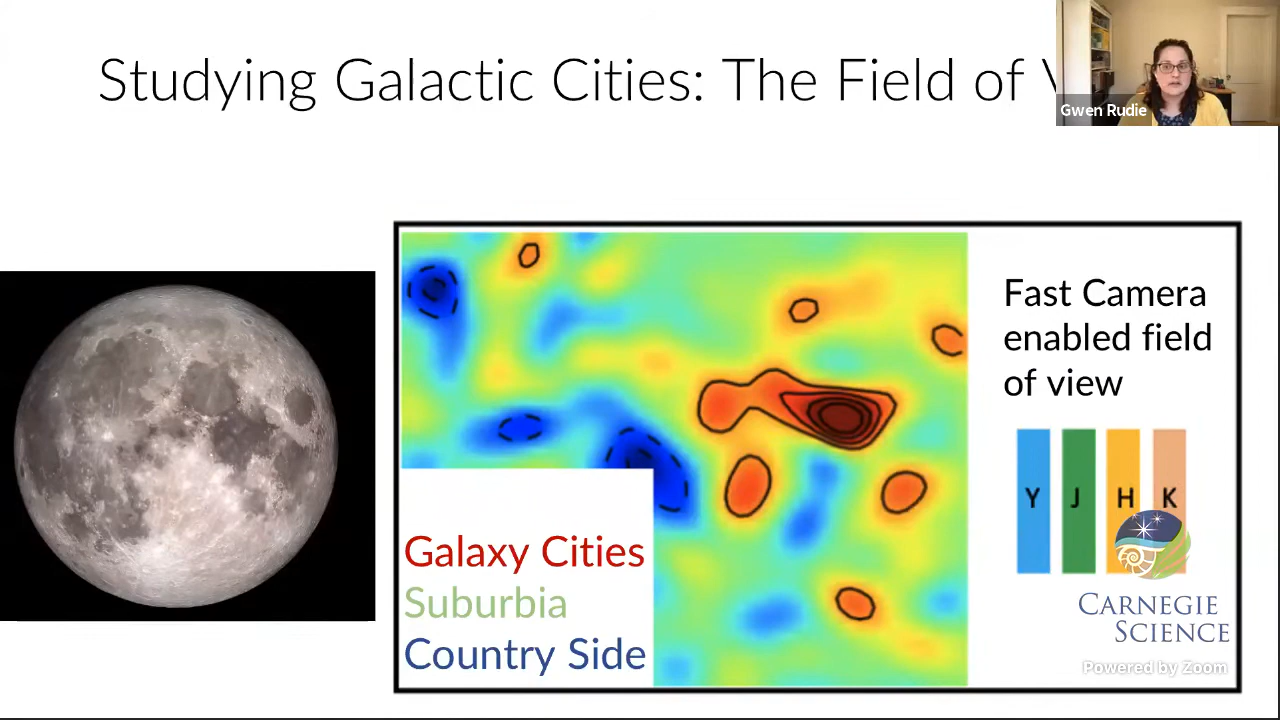 Studying Galactic Cities: The Field of
Gwen Rudie
Fast Camera
enabled field
of view
Y J H K
Galaxy Cities
Suburbia
Country Side
CARNEGIE
SCIENCE
Powered by Zoom